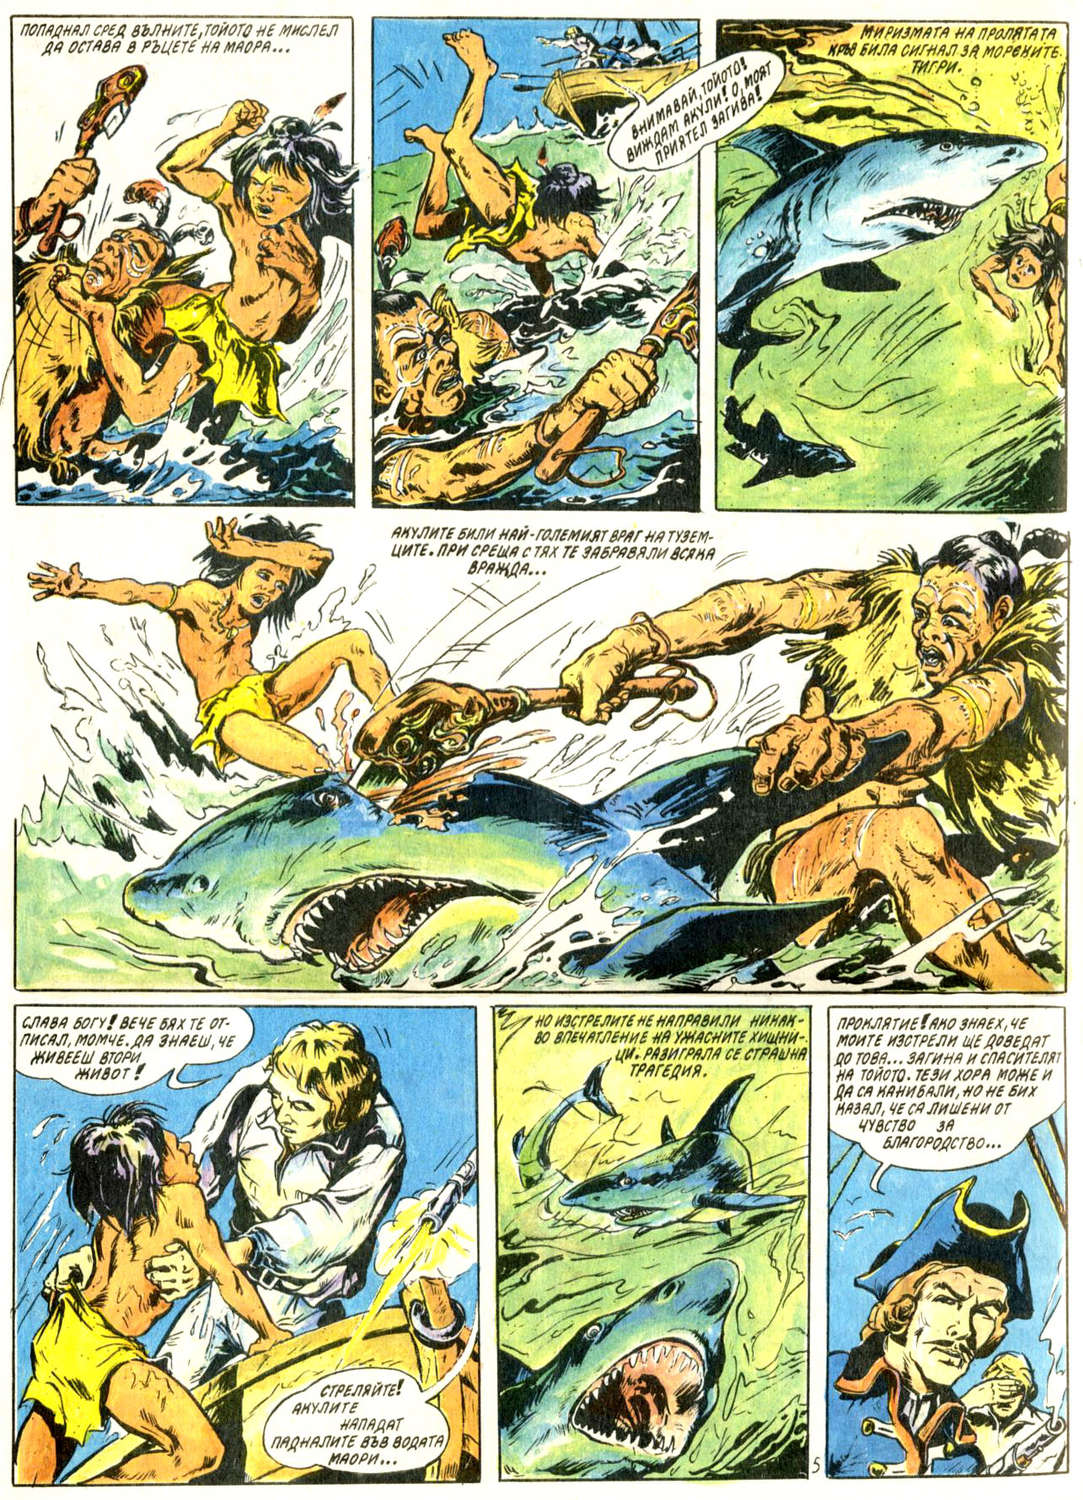 ПОПАДНАЛ СРЕД ВЪЛНИТЕ, ТОЙОТО НЕ МИСЛЕЛ
ДА ОСТАВА В РЪЦЕТЕ НА МАОРА...
ВНИМАВАЙ, ТОЙОТО!
ВИЖДАМ АКУЛИ! О, МОЯТ
ПРИЯТЕЛ ЗАГИВА!
МИРИЗМАТА НА ПРОЛЯТАТА
КРЪВ БИЛА СИГНАЛ ЗА МОРСКИТЕ
ТИГРИ.
АКУЛИТЕ БИЛИ НАЙ-ГОЛЕМИЯТ ВРАГ НА ТУЗЕМ-
ЦИТЕ. ПРИ СРЕЩА С ТЯХ ТЕ ЗАБРАВЯЛИ ВСЯКА
ВРАЖДА...
СЛАВА БОГУ! ВЕЧЕ БЯХ ТЕ ОТ-
ПИСАЛ, МОМЧЕ. ДА ЗНАЕШ, ЧЕ
ЖИВЕЕШ ВТОРИ
ЖИВОТ!
СТРЕЛЯЙТЕ!
АКУЛИТЕ
НАПАДАТ
ПАДНАЛИТЕ ВЪВ ВОДАТА
МАОРИ...
НО ИЗСТРЕЛИТЕ НЕ НАПРАВИЛИ НИКАК-
ВО ВПЕЧАТЛЕНИЕ НА УЖАСНИТЕ ХИЩНИ-
ЦИ. РАЗИГРАЛА СЕ СТРАШНА
ТРАГЕДИЯ.
ПРОКЛЯТИЕ! АКО ЗНАЕХ, ЧЕ
МОИТЕ ИЗСТРЕЛИ ЩЕ ДОВЕДАТ
ДО ТОВА... ЗАГИНА И СПАСИТЕЛЯТ
НА ТОЙОТО. ТЕЗИ ХОРА МОЖЕ И
ДА СА КАНИБАЛИ, НО НЕ БИХ
КАЗАЛ, ЧЕ СА ЛИШЕНИ ОТ
ЧУВСТВО ЗА
БЛАГОРОДСТВО...
5